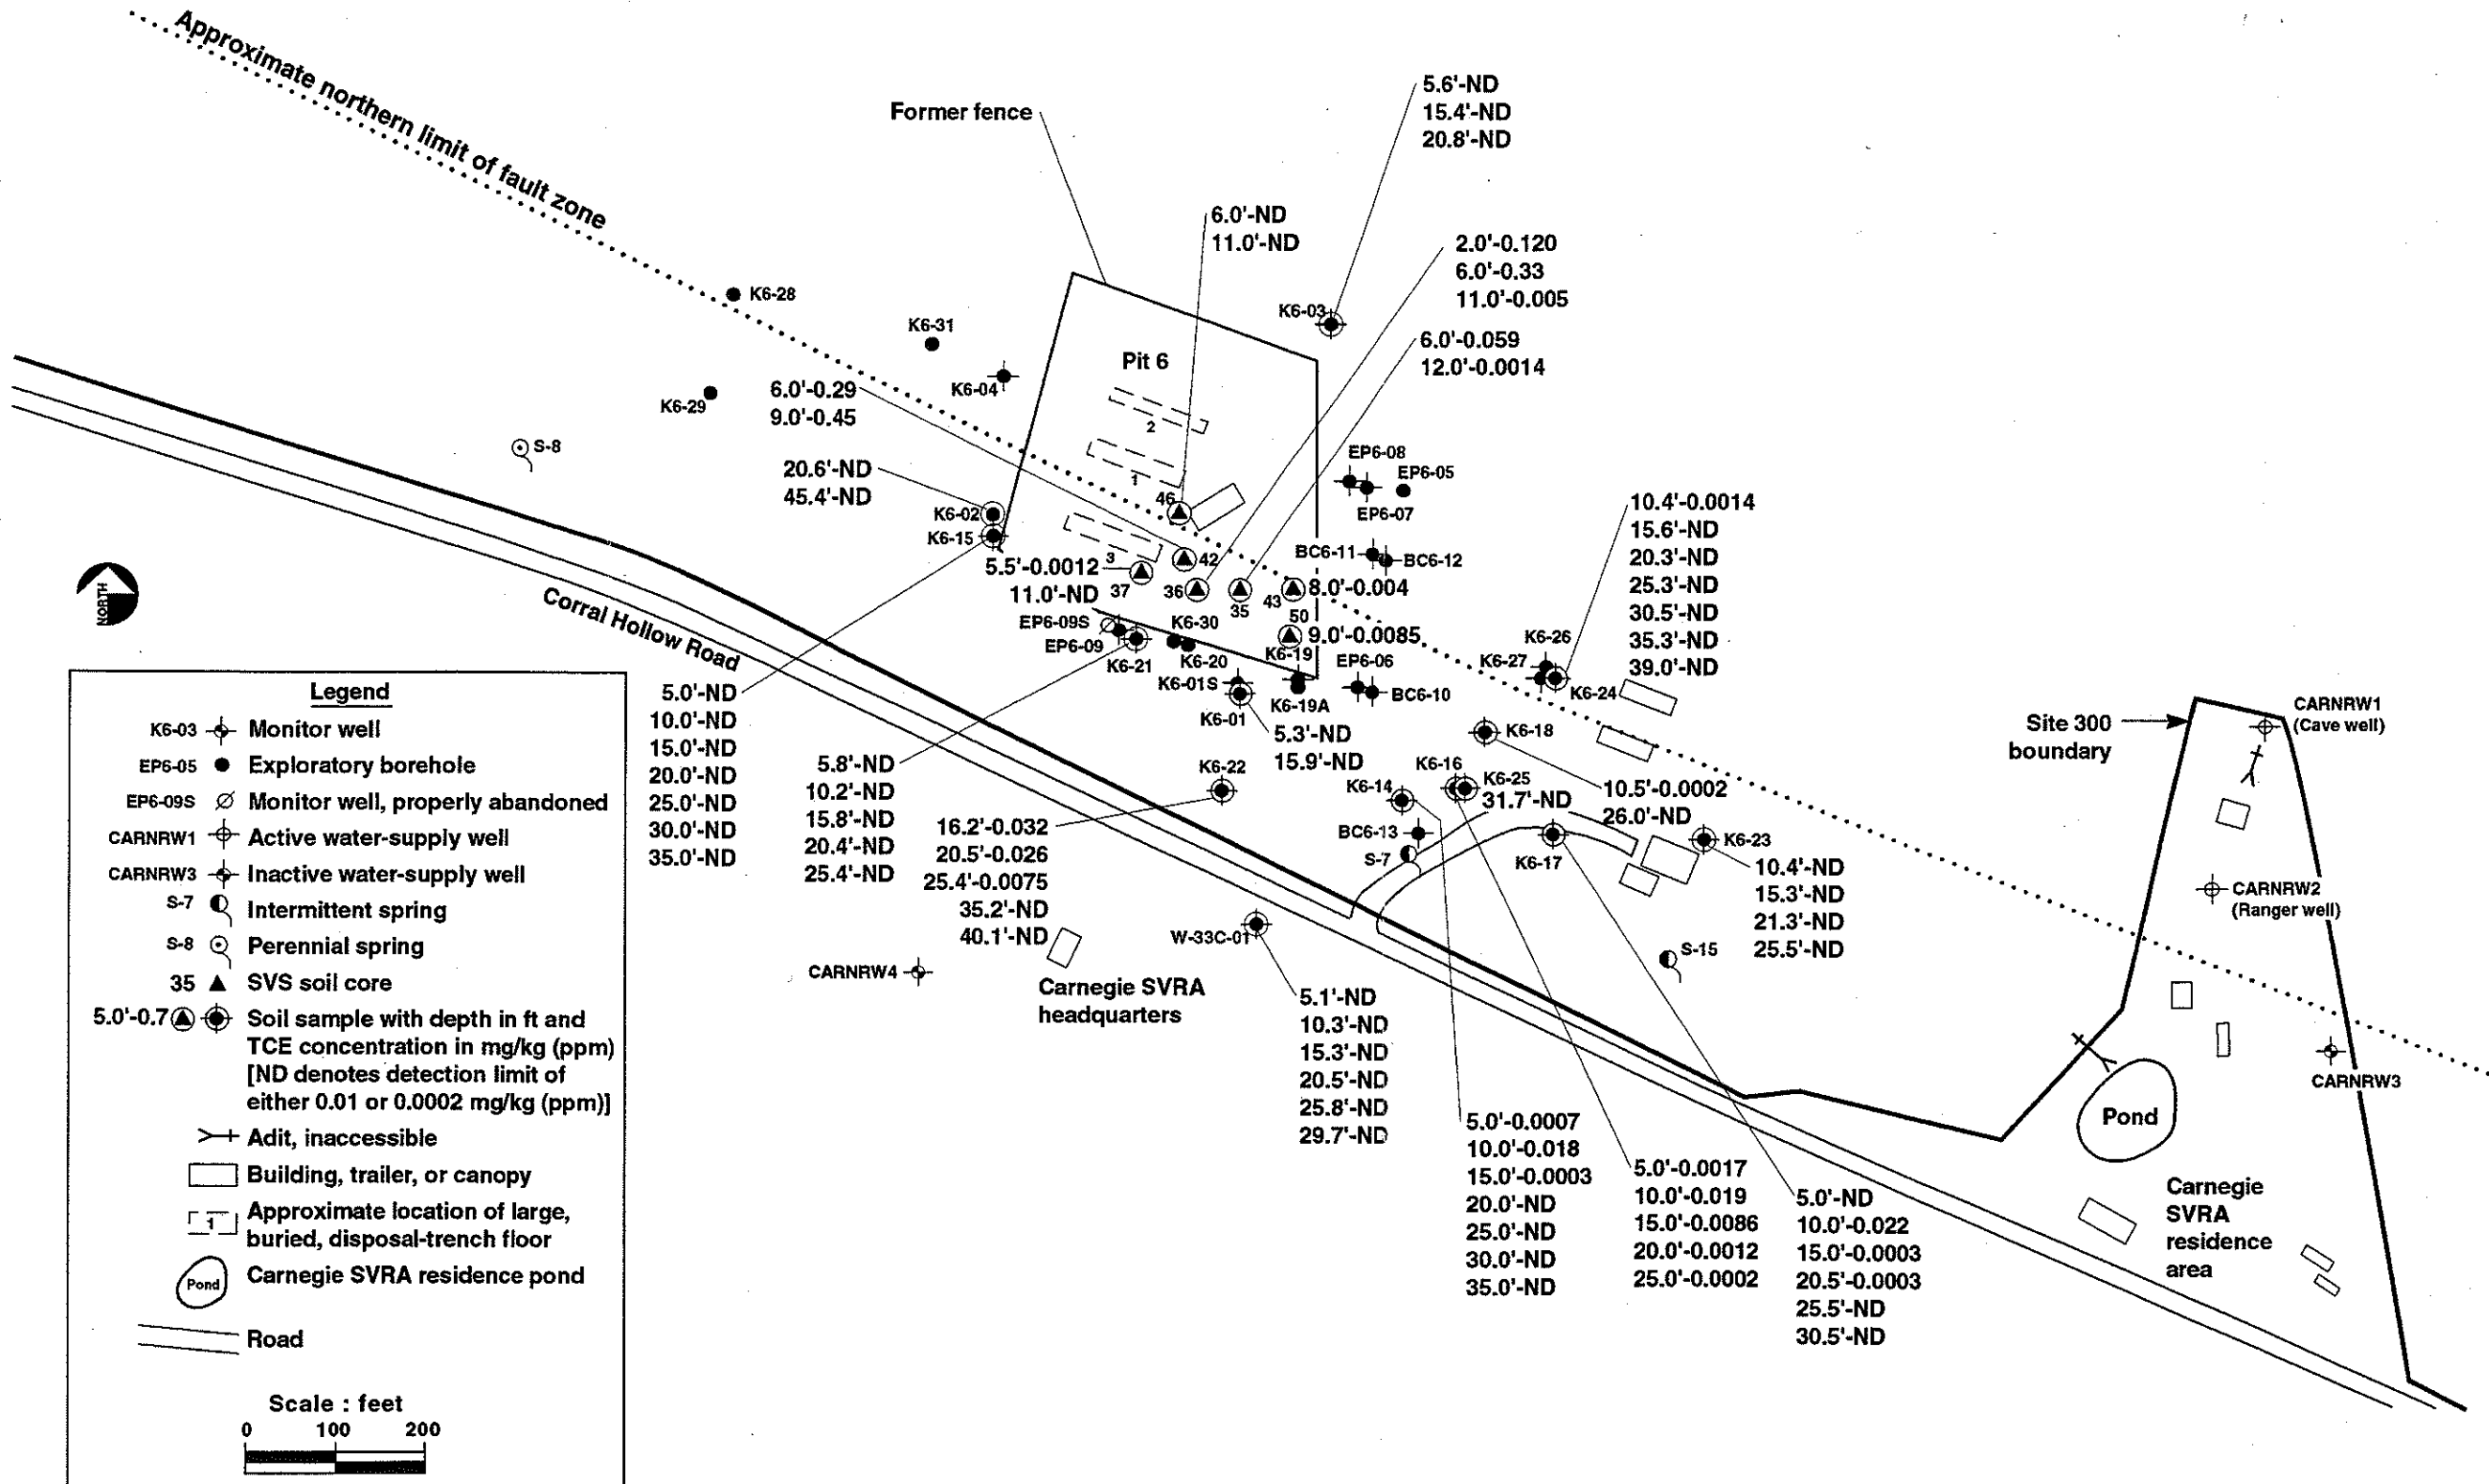 Approximate northern limit of fault zone
Former fence
5.6'-ND
15.4'-ND
20.8'-ND
6.0'-ND
11.0'-ND
2.0'-0.120
6.0'-0.33
11.0'-0.005
6.0'-0.059
12.0'-0.0014
K6-28
K6-31
K6-03
Pit 6
K6-04
K6-29
6.0'-0.29
9.0'-0.45
2
S-8
1
EP6-08
EP6-05
EP6-07
20.6'-ND
45.4'-ND
46
K6-02
K6-15
10.4'-0.0014
15.6'-ND
20.3'-ND
25.3'-ND
30.5'-ND
35.3'-ND
39.0'-ND
3
42
BC6-11
BC6-12
5.5'-0.0012
11.0'-ND
37
36
35
43
8.0'-0.004
50
9.0'-0.0085
NORTH
Corral Hollow Road
EP6-09S
EP6-09
K6-30
K6-21
K6-20
K6-19
K6-01S
K6-01
K6-19A
EP6-06
BC6-10
K6-26
K6-27
K6-24
5.3'-ND
15.9'-ND
K6-18
10.5'-0.0002
26.0'-ND
K6-16
K6-25
31.7'-ND
K6-14
BC6-13
S-7
K6-17
K6-23
10.4'-ND
15.3'-ND
21.3'-ND
25.5'-ND
S-15
K6-22
5.0'-ND
10.0'-ND
15.0'-ND
20.0'-ND
25.0'-ND
30.0'-ND
35.0'-ND
5.8'-ND
10.2'-ND
15.8'-ND
20.4'-ND
25.4'-ND
16.2'-0.032
20.5'-0.026
25.4'-0.0075
35.2'-ND
40.1'-ND
W-33C-01
CARNRW4
Carnegie SVRA
headquarters
5.1'-ND
10.3'-ND
15.3'-ND
20.5'-ND
25.8'-ND
29.7'-ND
5.0'-0.0007
10.0'-0.018
15.0'-0.0003
20.0'-ND
25.0'-ND
30.0'-ND
35.0'-ND
5.0'-0.0017
10.0'-0.019
15.0'-0.0086
20.0'-0.0012
25.0'-0.0002
5.0'-ND
10.0'-0.022
15.0'-0.0003
20.5'-0.0003
25.5'-ND
30.5'-ND
Site 300
boundary
CARNRW1
(Cave well)
CARNRW2
(Ranger well)
CARNRW3
Pond
Carnegie
SVRA
residence
area
Legend
K6-03 Monitor well
EP6-05 Exploratory borehole
EP6-09S Monitor well, properly abandoned
CARNRW1 Active water-supply well
CARNRW3 Inactive water-supply well
S-7 Intermittent spring
S-8 Perennial spring
35 SVS soil core
5.0'-0.7 Soil sample with depth in ft and
TCE concentration in mg/kg (ppm)
[ND denotes detection limit of
either 0.01 or 0.0002 mg/kg (ppm)]
Adit, inaccessible
Building, trailer, or canopy
1 Approximate location of large,
buried, disposal-trench floor
Pond Carnegie SVRA residence pond
Road
Scale : feet
0 100 200